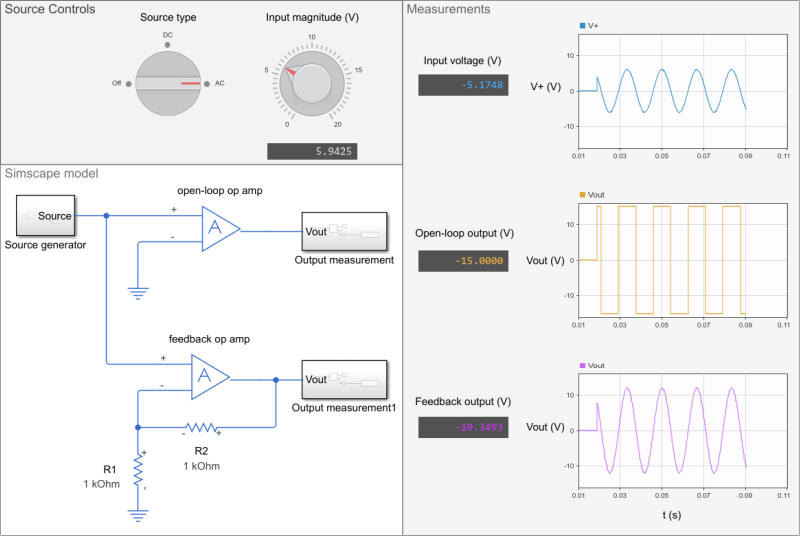 Source Controls
Source type
DC
Off
AC
Input magnitude (V)
10
5
15
0
20
5.9425
Simscape model
open-loop op amp
Source
Source generator
+
A
-
Vout
Output measurement
feedback op amp
+
A
-
Vout
Output measurement1
- +
R2
1 kOhm
+
R1
1 kOhm
-
Measurements
Input voltage (V)
-5.1748
V+
V+ (V)
10
0
-10
0.01 0.03 0.05 0.07 0.09 0.11
Open-loop output (V)
-15.0000
Vout
Vout (V)
10
0
-10
0.01 0.03 0.05 0.07 0.09 0.11
Feedback output (V)
-10.3493
Vout
Vout (V)
10
0
-10
0.01 0.03 0.05 0.07 0.09 0.11
t (s)